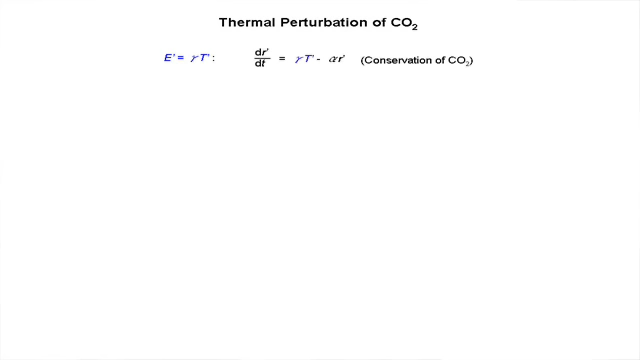 Thermal Perturbation of CO₂
E' = γT': dr'/dt = γT' - αr' (Conservation of CO₂)